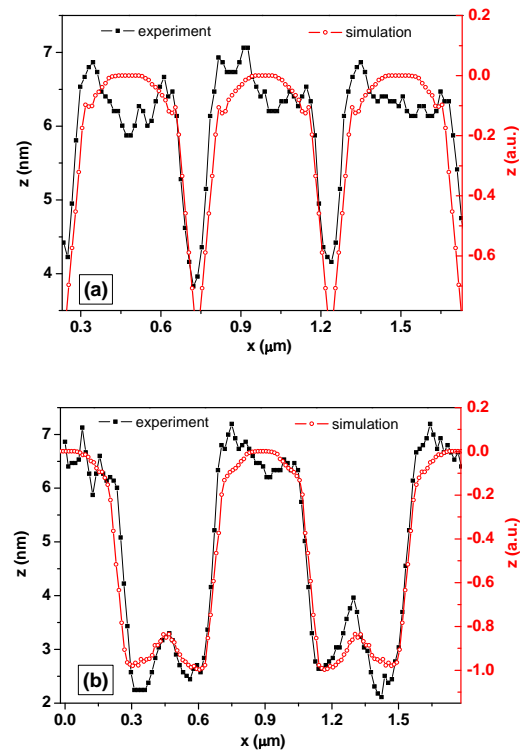 experiment
simulation
7
6
5
4
z (nm)
0.2
0.0
-0.2
-0.4
-0.6
z (a.u.)
(a)
0.3
0.6
0.9
1.2
1.5
x (μm)
experiment
simulation
7
6
5
4
3
2
z (nm)
0.2
0.0
-0.2
-0.4
-0.6
-0.8
-1.0
z (a.u.)
(b)
0.0
0.3
0.6
0.9
1.2
1.5
x (μm)